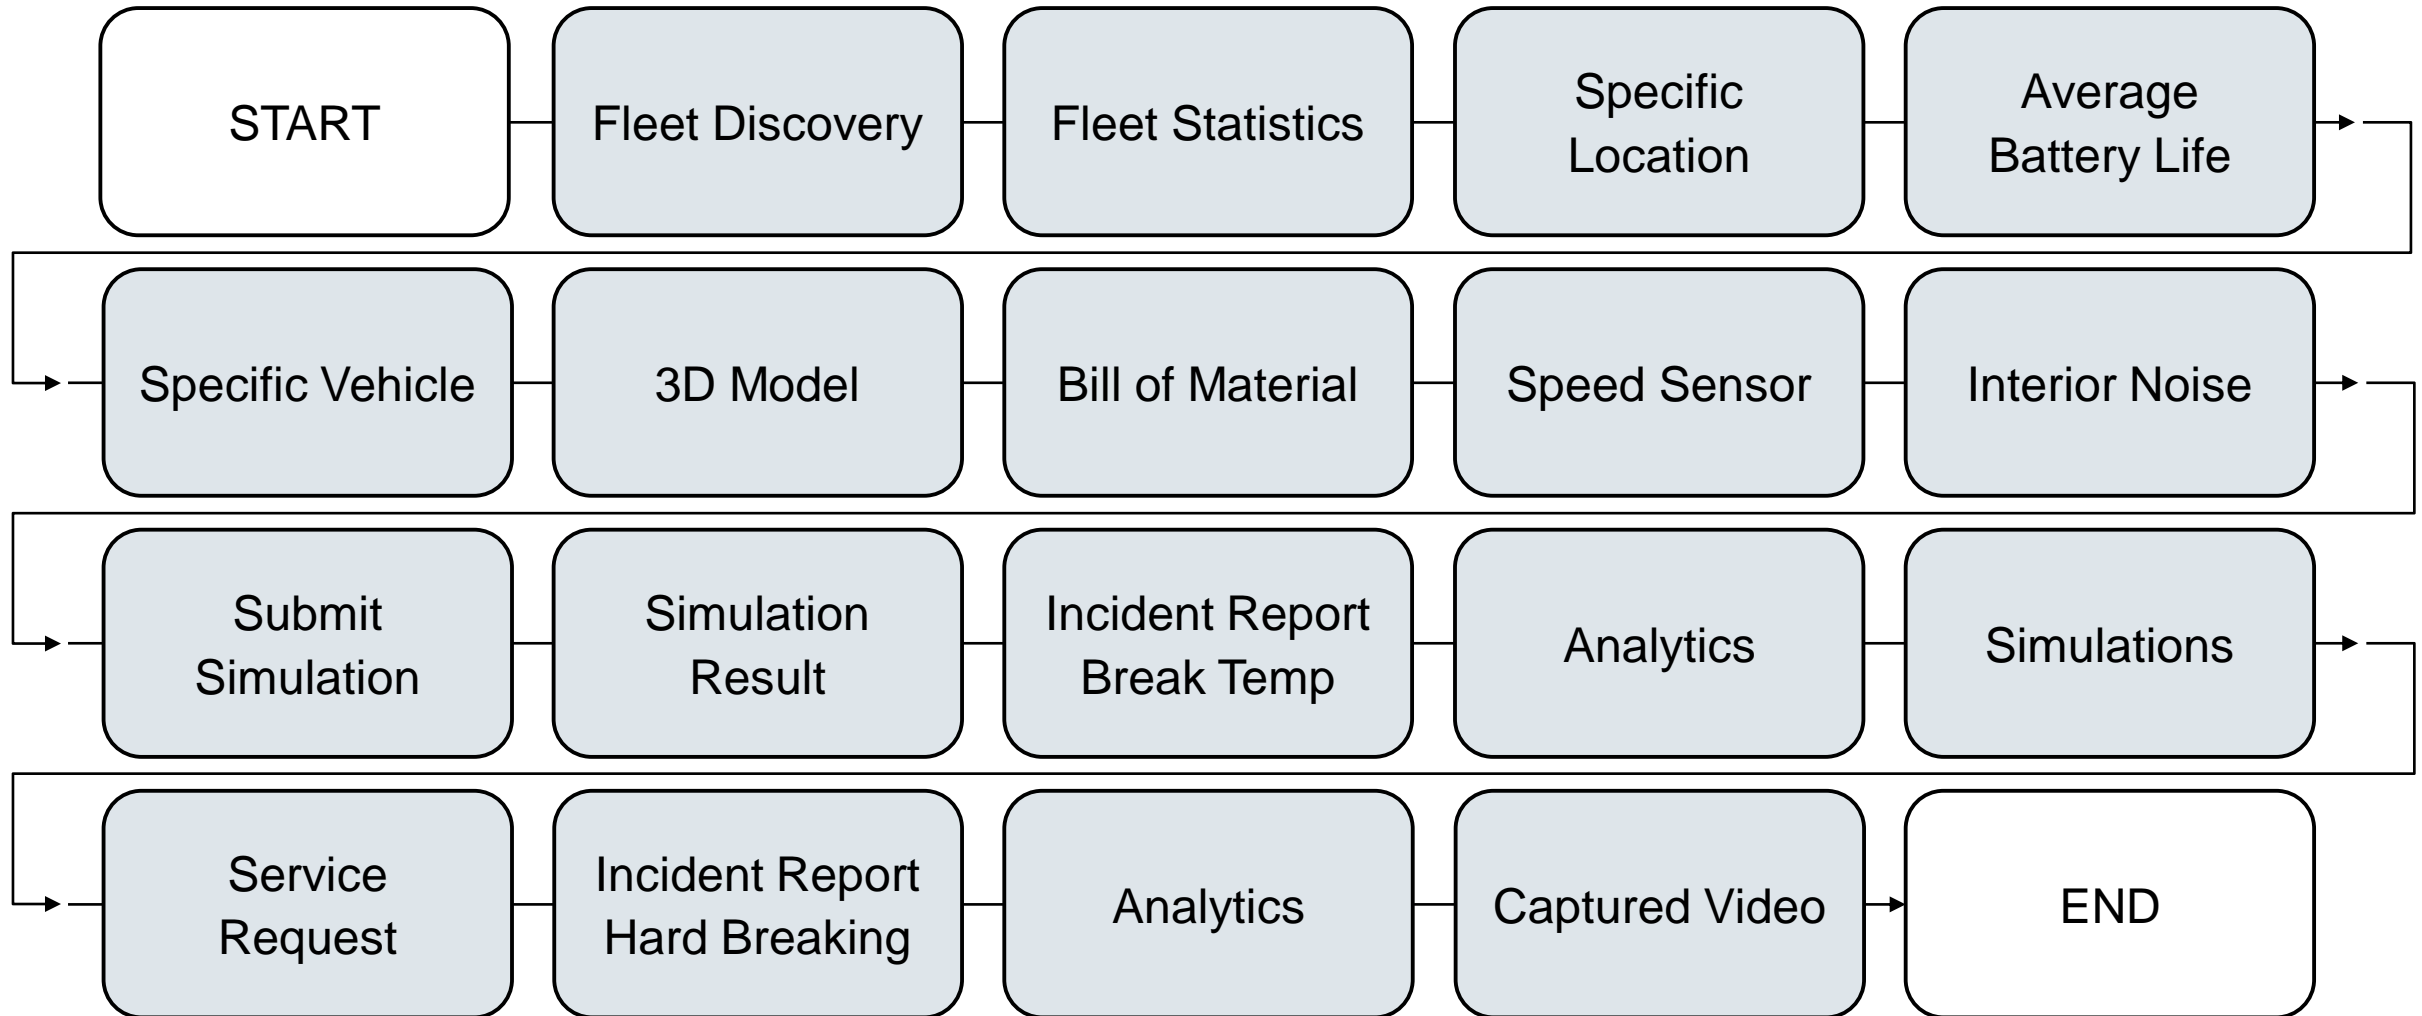 START
Fleet Discovery
Fleet Statistics
Specific
Location
Average
Battery Life
Specific Vehicle
3D Model
Bill of Material
Speed Sensor
Interior Noise
Submit
Simulation
Simulation
Result
Incident Report
Break Temp
Analytics
Simulations
Service
Request
Incident Report
Hard Breaking
Analytics
Captured Video
END